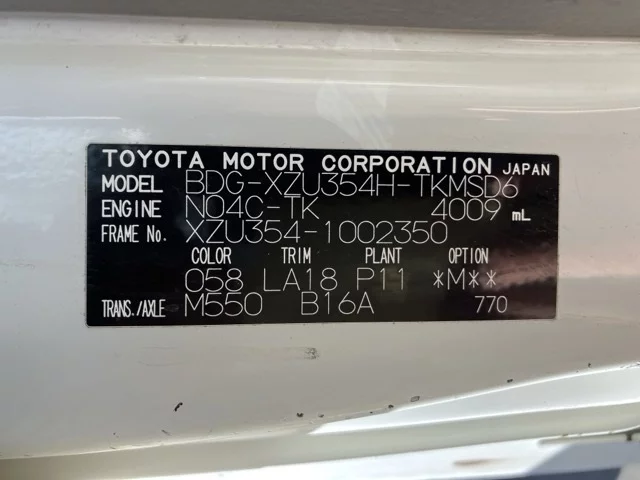 TOYOTA MOTOR CORPORATION JAPAN
MODEL BDG-XZU354H-TKMSD6
ENGINE N04C-TK 4009 mL
FRAME No. XZU354-1002350
COLOR TRIM PLANT OPTION
058 LA18 P11 *M**
TRANS./AXLE M550 B16A 770